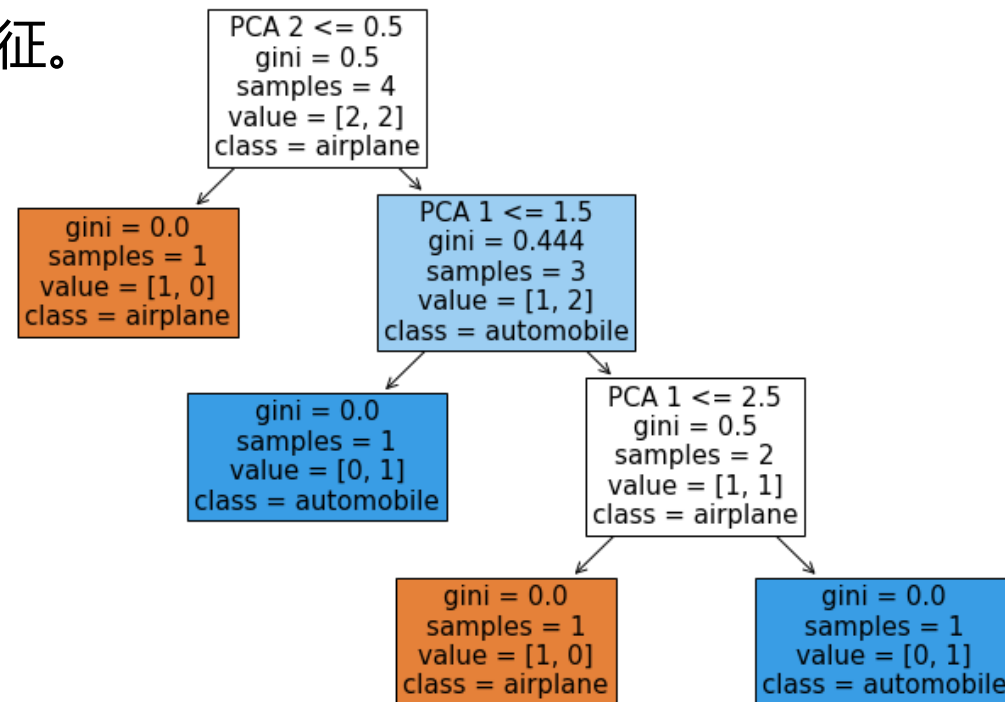 征。
PCA 2 <= 0.5
gini = 0.5
samples = 4
value = [2, 2]
class = airplane
gini = 0.0
samples = 1
value = [1, 0]
class = airplane
PCA 1 <= 1.5
gini = 0.444
samples = 3
value = [1, 2]
class = automobile
gini = 0.0
samples = 1
value = [0, 1]
class = automobile
PCA 1 <= 2.5
gini = 0.5
samples = 2
value = [1, 1]
class = airplane
gini = 0.0
samples = 1
value = [1, 0]
class = airplane
gini = 0.0
samples = 1
value = [0, 1]
class = automobile